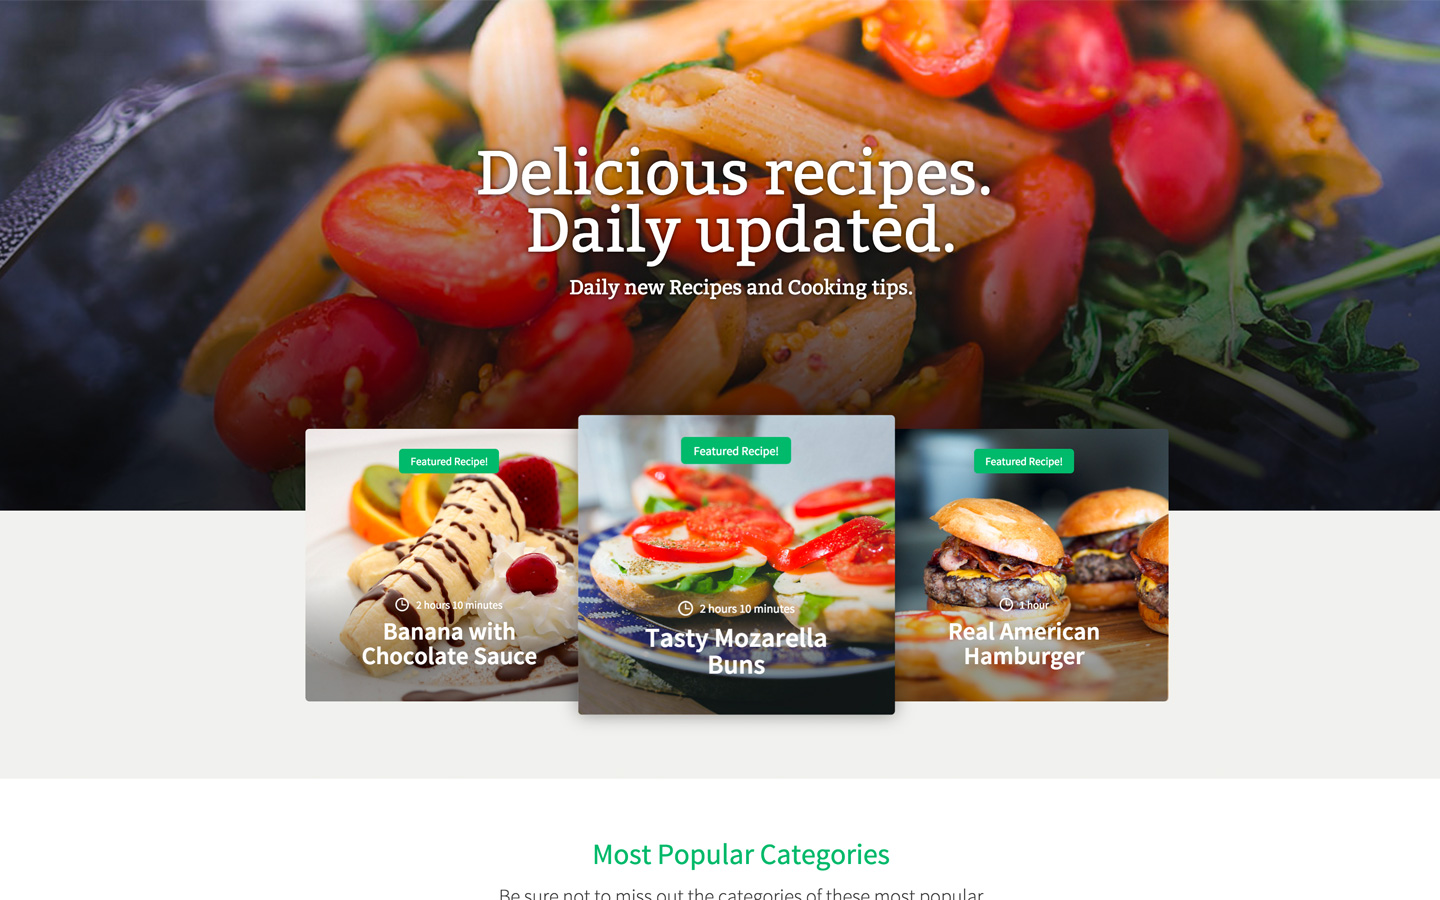 Delicious recipes.
Daily updated.
Daily new Recipes and Cooking tips.
Featured Recipe!
2 hours 10 minutes
Banana with
Chocolate Sauce
Featured Recipe!
2 hours 10 minutes
Tasty Mozarella
Buns
Featured Recipe!
1 hour
Real American
Hamburger
Most Popular Categories
Be sure not to miss out the categories of these most popular